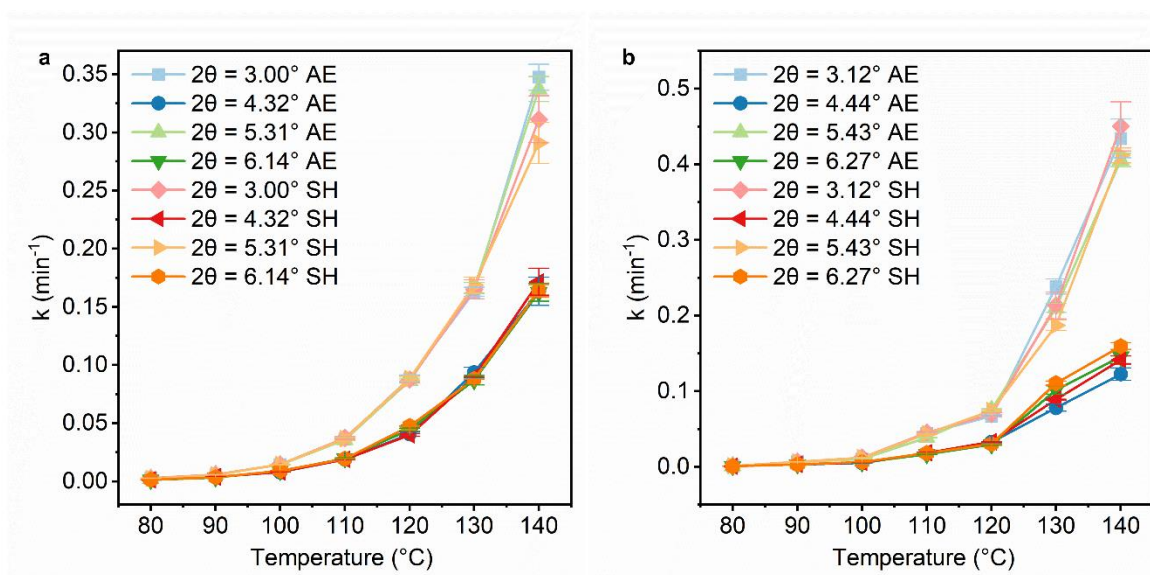 a
0.35
0.30
0.25
0.20
0.15
0.10
0.05
0.00
k (min⁻¹)
2θ = 3.00° AE
2θ = 4.32° AE
2θ = 5.31° AE
2θ = 6.14° AE
2θ = 3.00° SH
2θ = 4.32° SH
2θ = 5.31° SH
2θ = 6.14° SH
80 90 100 110 120 130 140
Temperature (°C)
b
0.5
0.4
0.3
0.2
0.1
0.0
k (min⁻¹)
2θ = 3.12° AE
2θ = 4.44° AE
2θ = 5.43° AE
2θ = 6.27° AE
2θ = 3.12° SH
2θ = 4.44° SH
2θ = 5.43° SH
2θ = 6.27° SH
80 90 100 110 120 130 140
Temperature (°C)